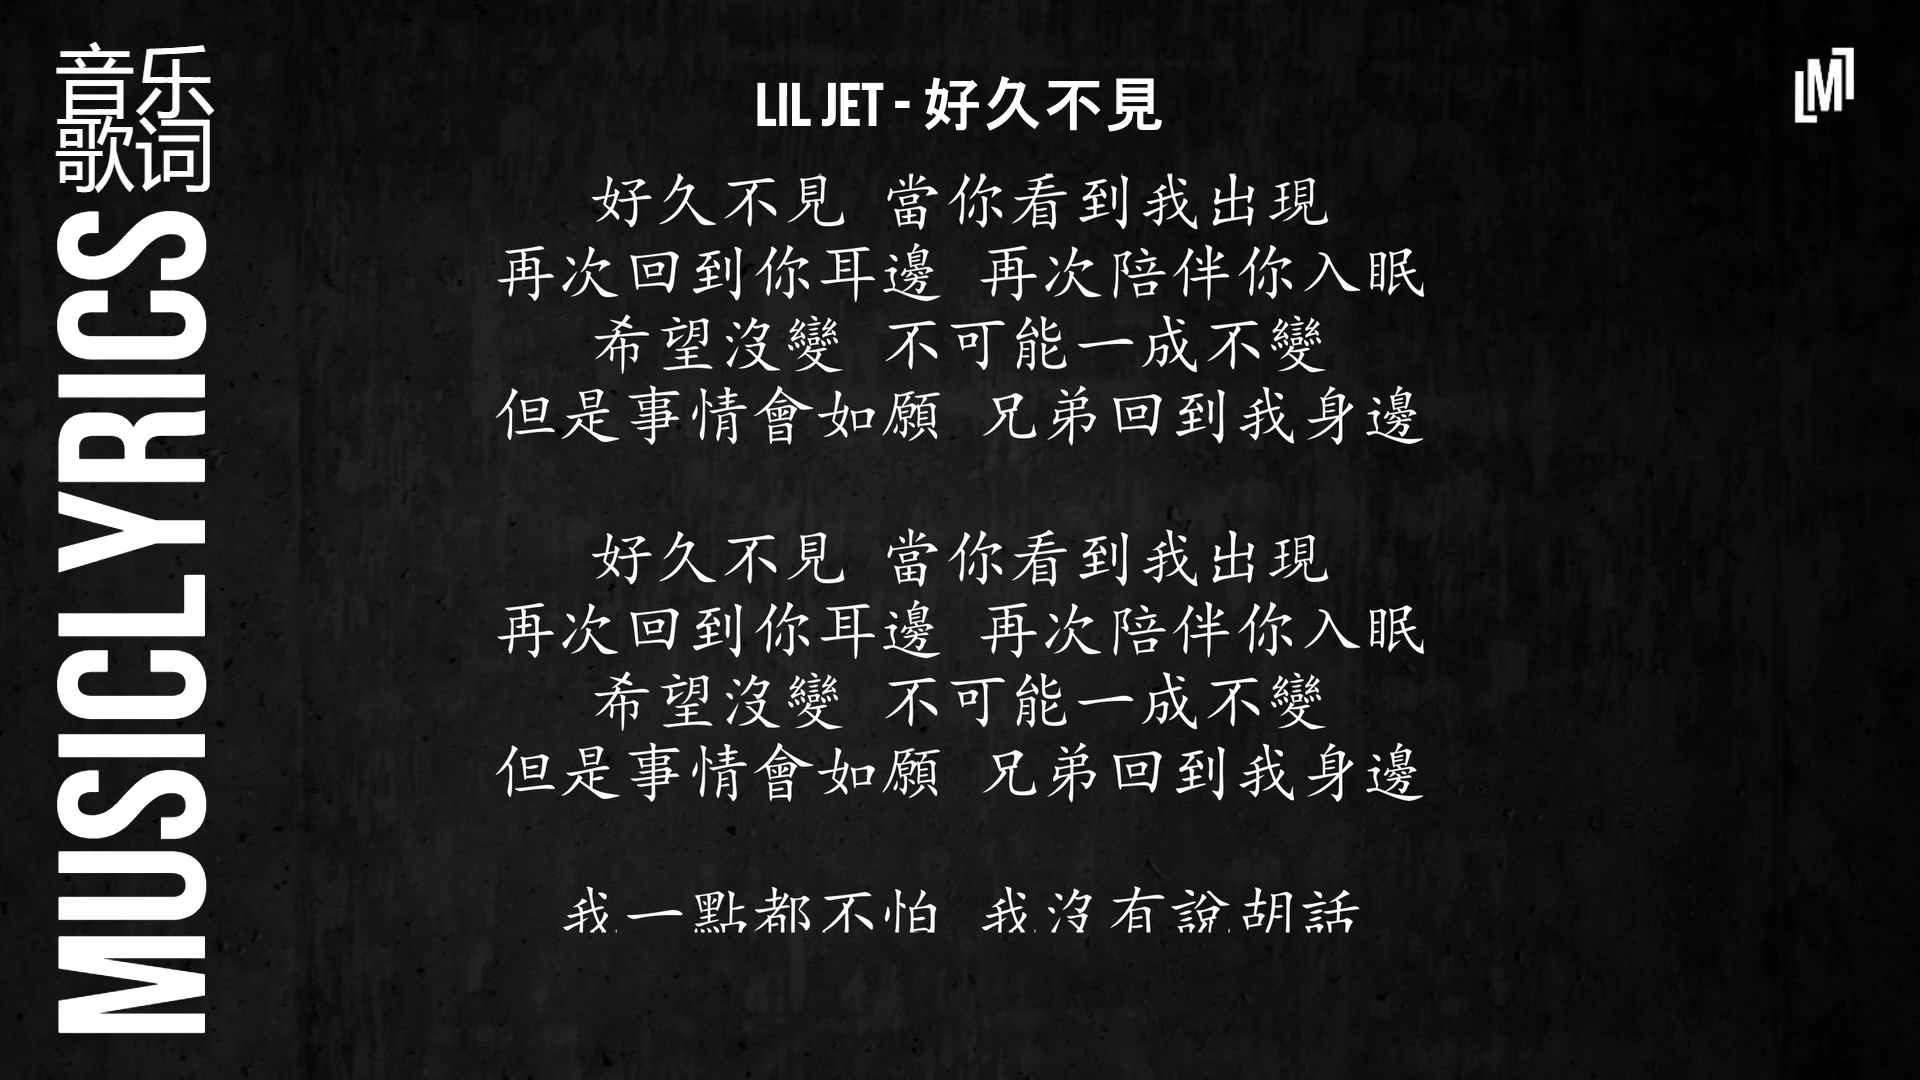 音乐
歌词
MUSICLYRICS
LM
LIL JET - 好久不見
好久不見 當你看到我出現
再次回到你耳邊 再次陪伴你入眠
希望沒變 不可能一成不變
但是事情會如願 兄弟回到我身邊
好久不見 當你看到我出現
再次回到你耳邊 再次陪伴你入眠
希望沒變 不可能一成不變
但是事情會如願 兄弟回到我身邊
我一點都不怕 我沒有說胡話